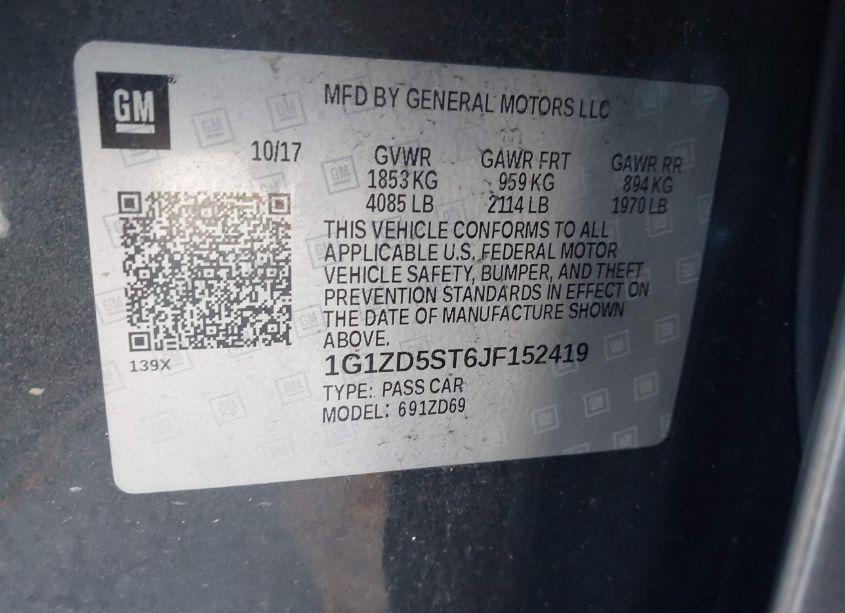 GM
MFD BY GENERAL MOTORS LLC
10/17
GVWR GAWR FRT GAWR RR
1853 KG 959 KG 894 KG
4085 LB 2114 LB 1970 LB
THIS VEHICLE CONFORMS TO ALL
APPLICABLE U.S. FEDERAL MOTOR
VEHICLE SAFETY, BUMPER, AND THEFT
PREVENTION STANDARDS IN EFFECT ON
THE DATE OF MANUFACTURE SHOWN
ABOVE.
139X
1G1ZD5ST6JF152419
TYPE: PASS CAR
MODEL: 691ZD69